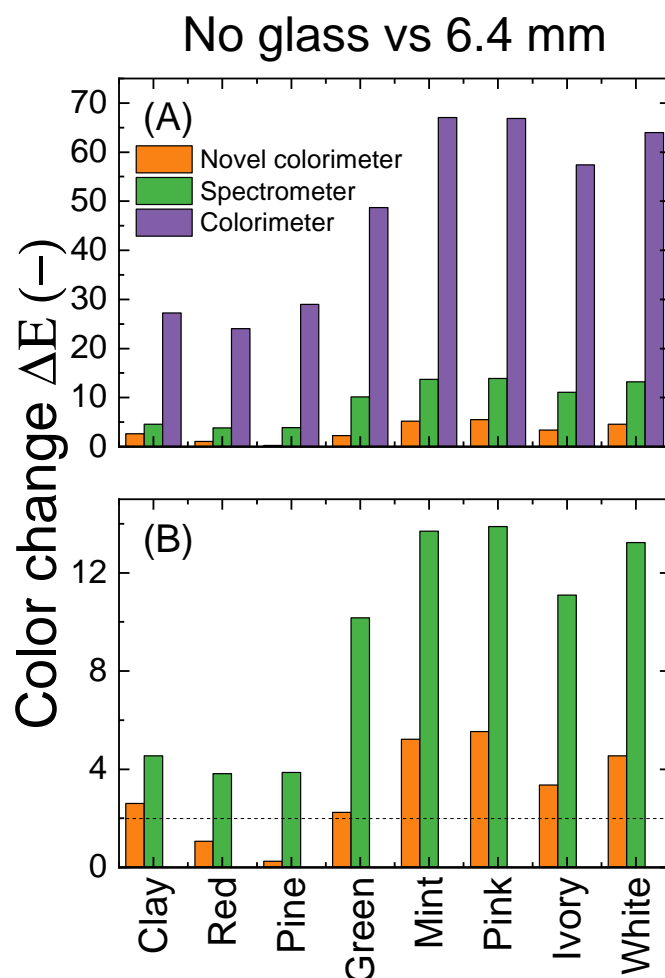 No glass vs 6.4 mm
Color change ΔE (−)
(A)
Novel colorimeter
Spectrometer
Colorimeter
70
60
50
40
30
20
10
0
(B)
12
8
4
0
Clay
Red
Pine
Green
Mint
Pink
Ivory
White